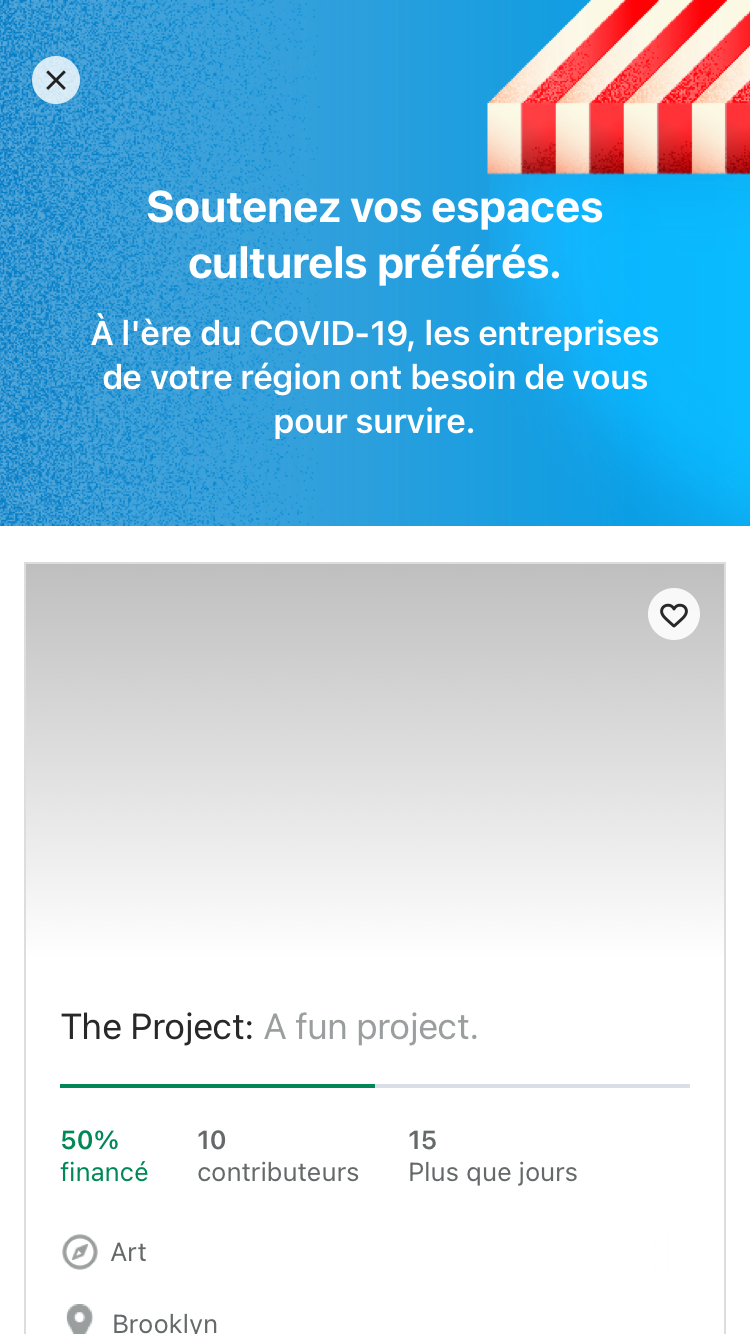 Soutenez vos espaces
culturels préférés.
À l'ère du COVID-19, les entreprises
de votre région ont besoin de vous
pour survire.
The Project: A fun project.
50%
financé
10
contributeurs
15
Plus que jours
Art
Brooklyn